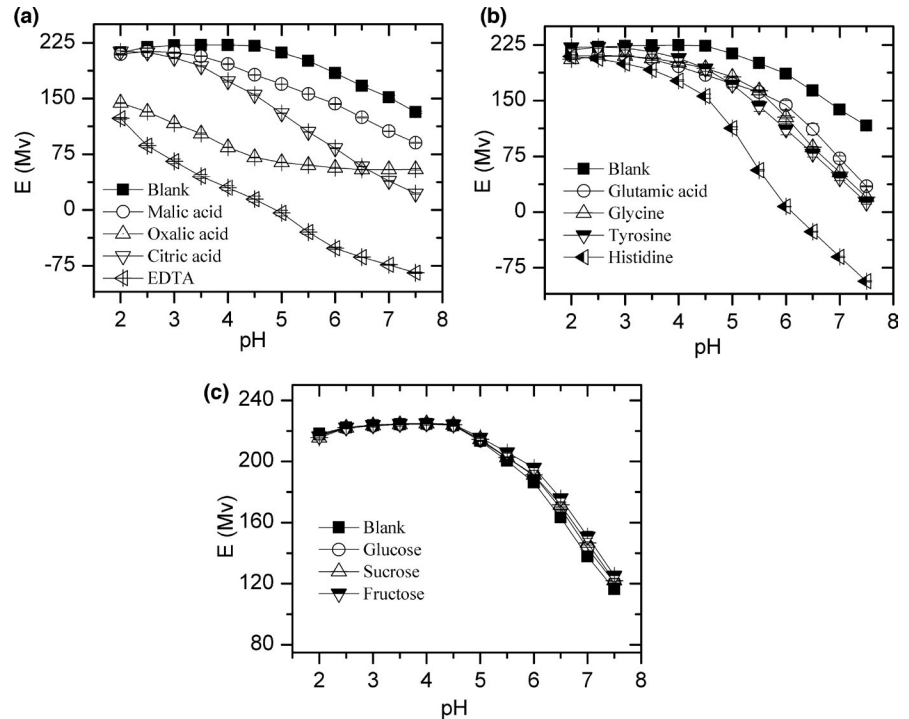 (a)
225
150
75
0
-75
E (Mv)
Blank
Malic acid
Oxalic acid
Citric acid
EDTA
2 3 4 5 6 7 8
pH
(b)
225
150
75
0
-75
E (Mv)
Blank
Glutamic acid
Glycine
Tyrosine
Histidine
2 3 4 5 6 7 8
pH
(c)
240
200
160
120
80
E (Mv)
Blank
Glucose
Sucrose
Fructose
2 3 4 5 6 7 8
pH